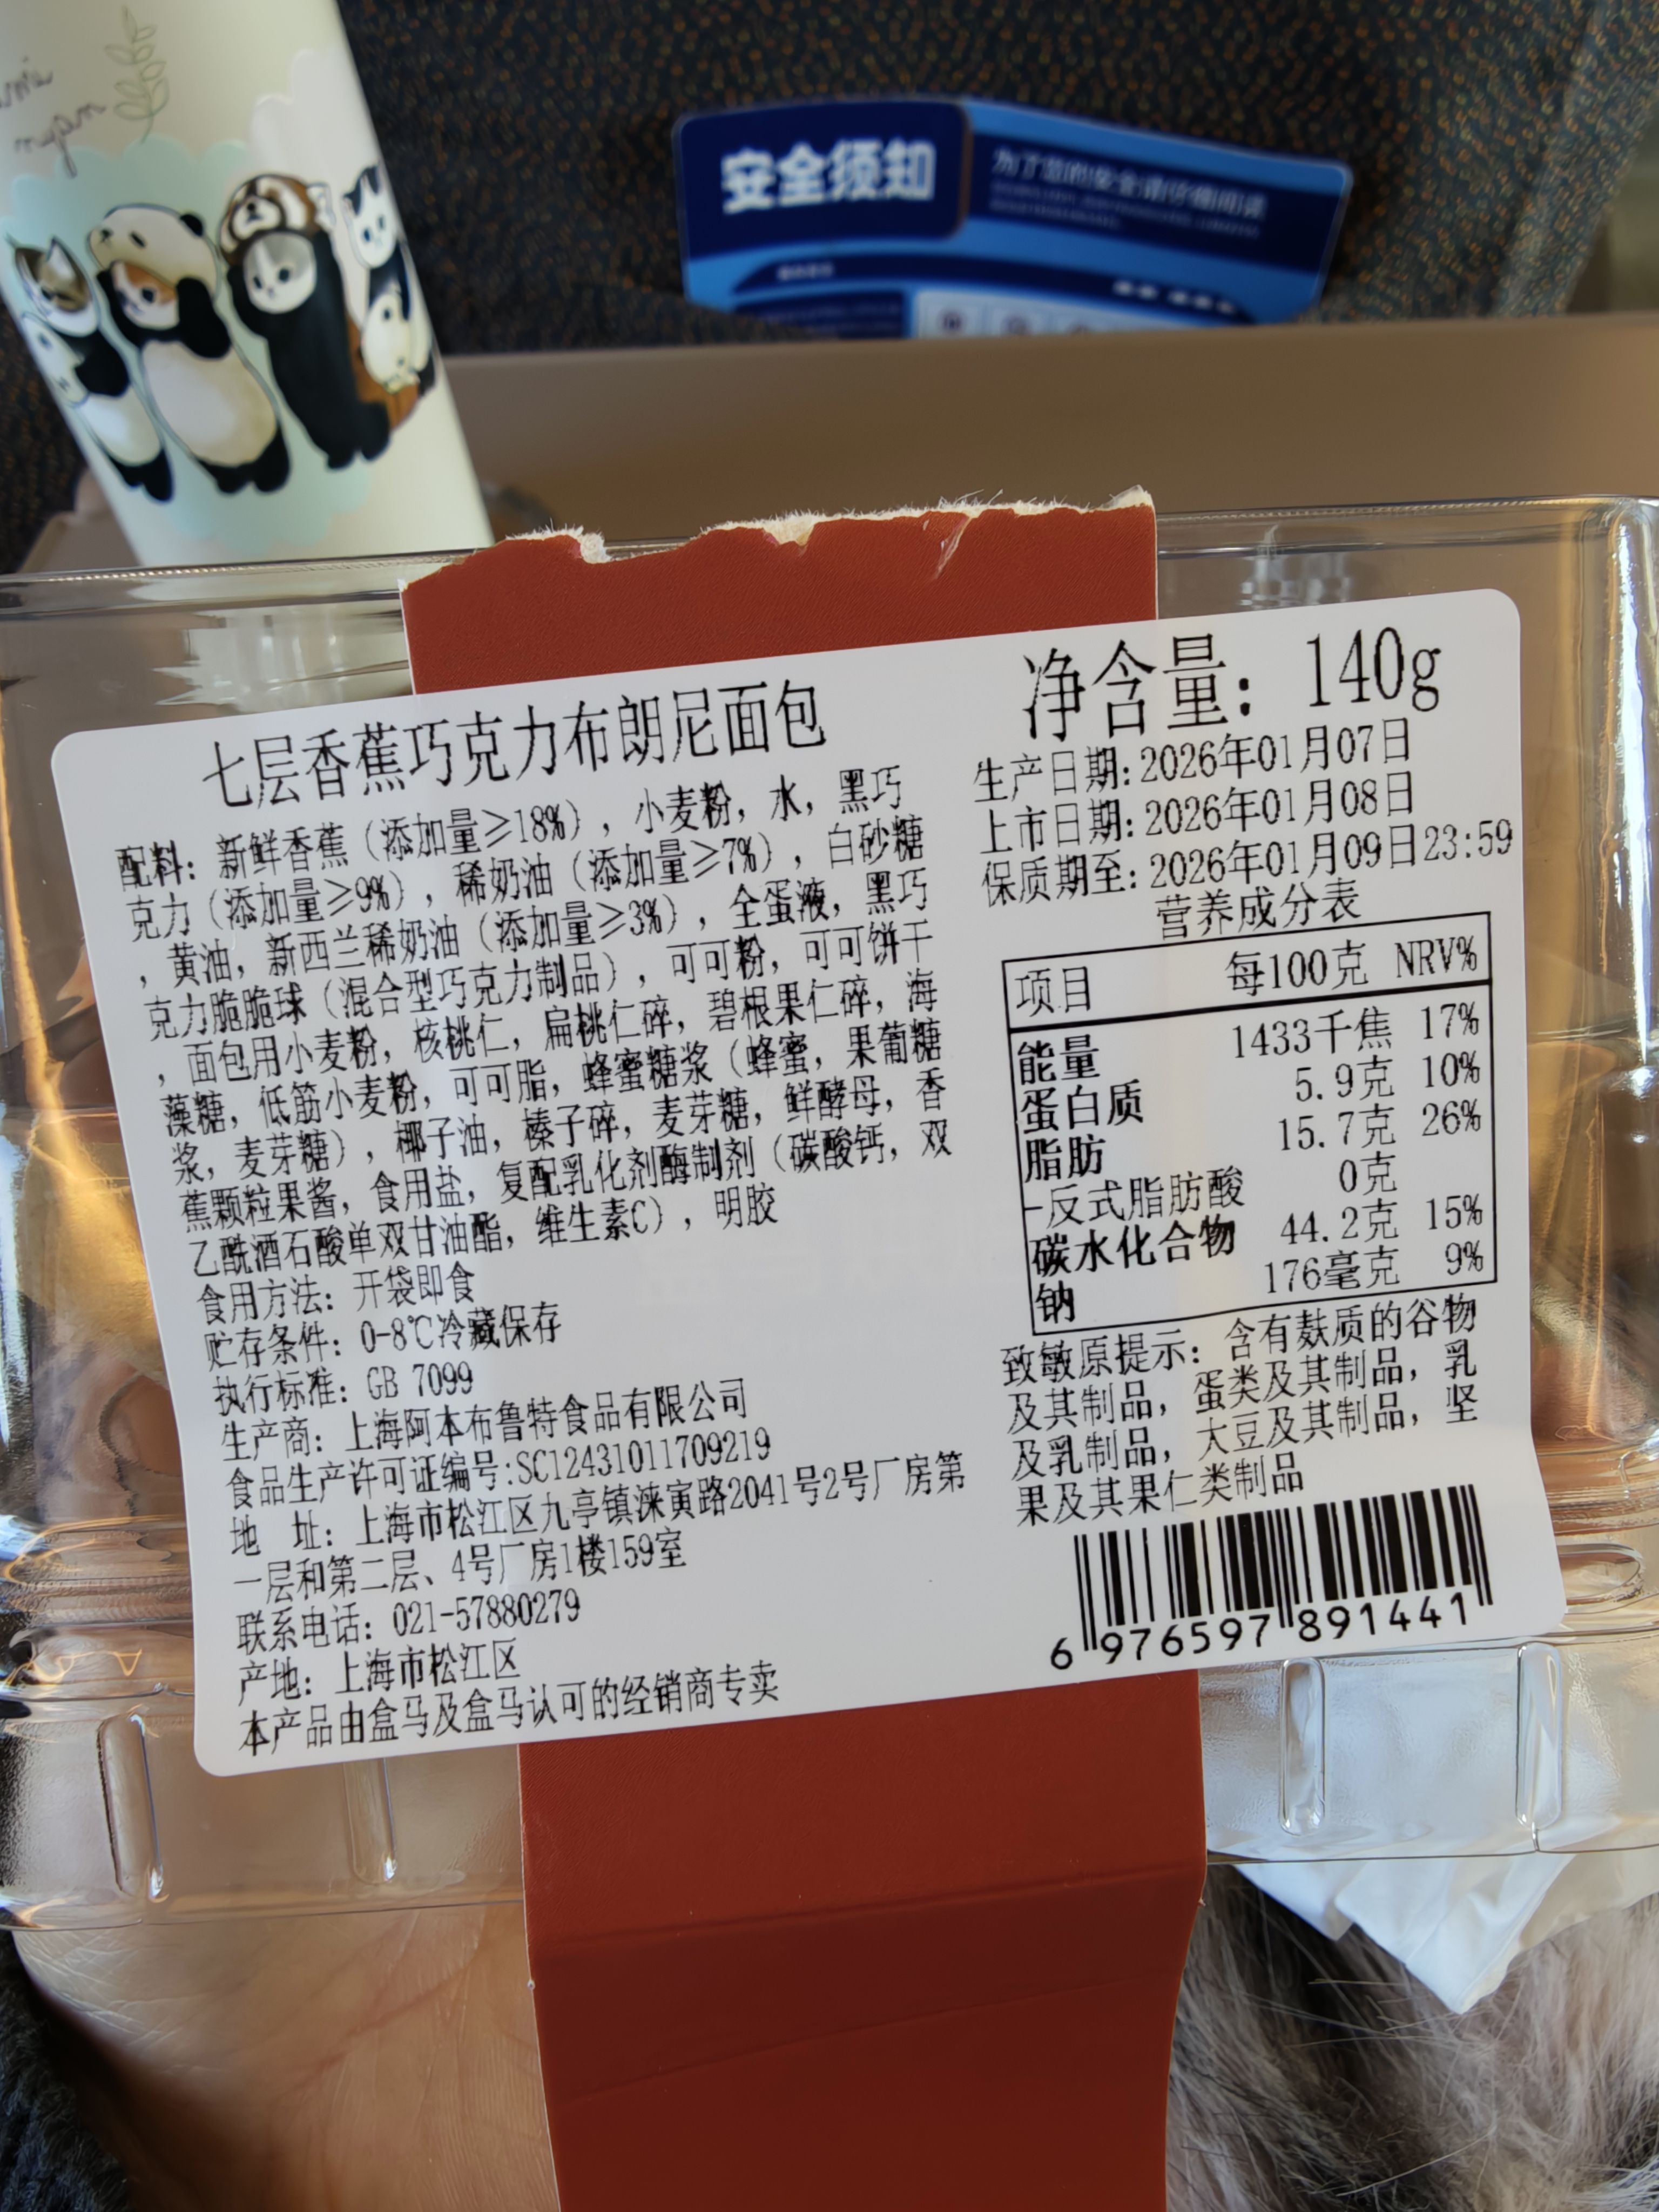 安全须知
为了您的安全请仔细阅读
七层香蕉巧克力布朗尼面包
配料：新鲜香蕉（添加量≥18%），小麦粉，水，黑巧
克力（添加量≥9%），稀奶油（添加量≥7%），白砂糖
，黄油，新西兰稀奶油（添加量≥3%），全蛋液，黑巧
克力脆脆球（混合型巧克力制品），可可粉，可可饼干
，面包用小麦粉，核桃仁，扁桃仁碎，碧根果仁碎，海
藻糖，低筋小麦粉，可可脂，蜂蜜糖浆（蜂蜜，果葡糖
浆，麦芽糖），椰子油，榛子碎，麦芽糖，鲜酵母，香
蕉颗粒果酱，食用盐，复配乳化剂酶制剂（碳酸钙，双
乙酰酒石酸单双甘油酯，维生素C），明胶
食用方法：开袋即食
贮存条件：0-8℃冷藏保存
执行标准：GB 7099
生产商：上海阿本布鲁特食品有限公司
食品生产许可证编号:SC12431011709219
地 址：上海市松江区九亭镇涞寅路2041号2号厂房第
一层和第二层、4号厂房1楼159室
联系电话：021-57880279
产地：上海市松江区
本产品由盒马及盒马认可的经销商专卖
净含量：140g
生产日期:2026年01月07日
上市日期:2026年01月08日
保质期至:2026年01月09日23:59
营养成分表
项目 每100克 NRV%
能量 1433千焦 17%
蛋白质 5.9克 10%
脂肪 15.7克 26%
-反式脂肪酸 0克
碳水化合物 44.2克 15%
钠 176毫克 9%
致敏原提示：含有麸质的谷物
及其制品，蛋类及其制品，乳
及乳制品，大豆及其制品，坚
果及其果仁类制品
6 976597 891441